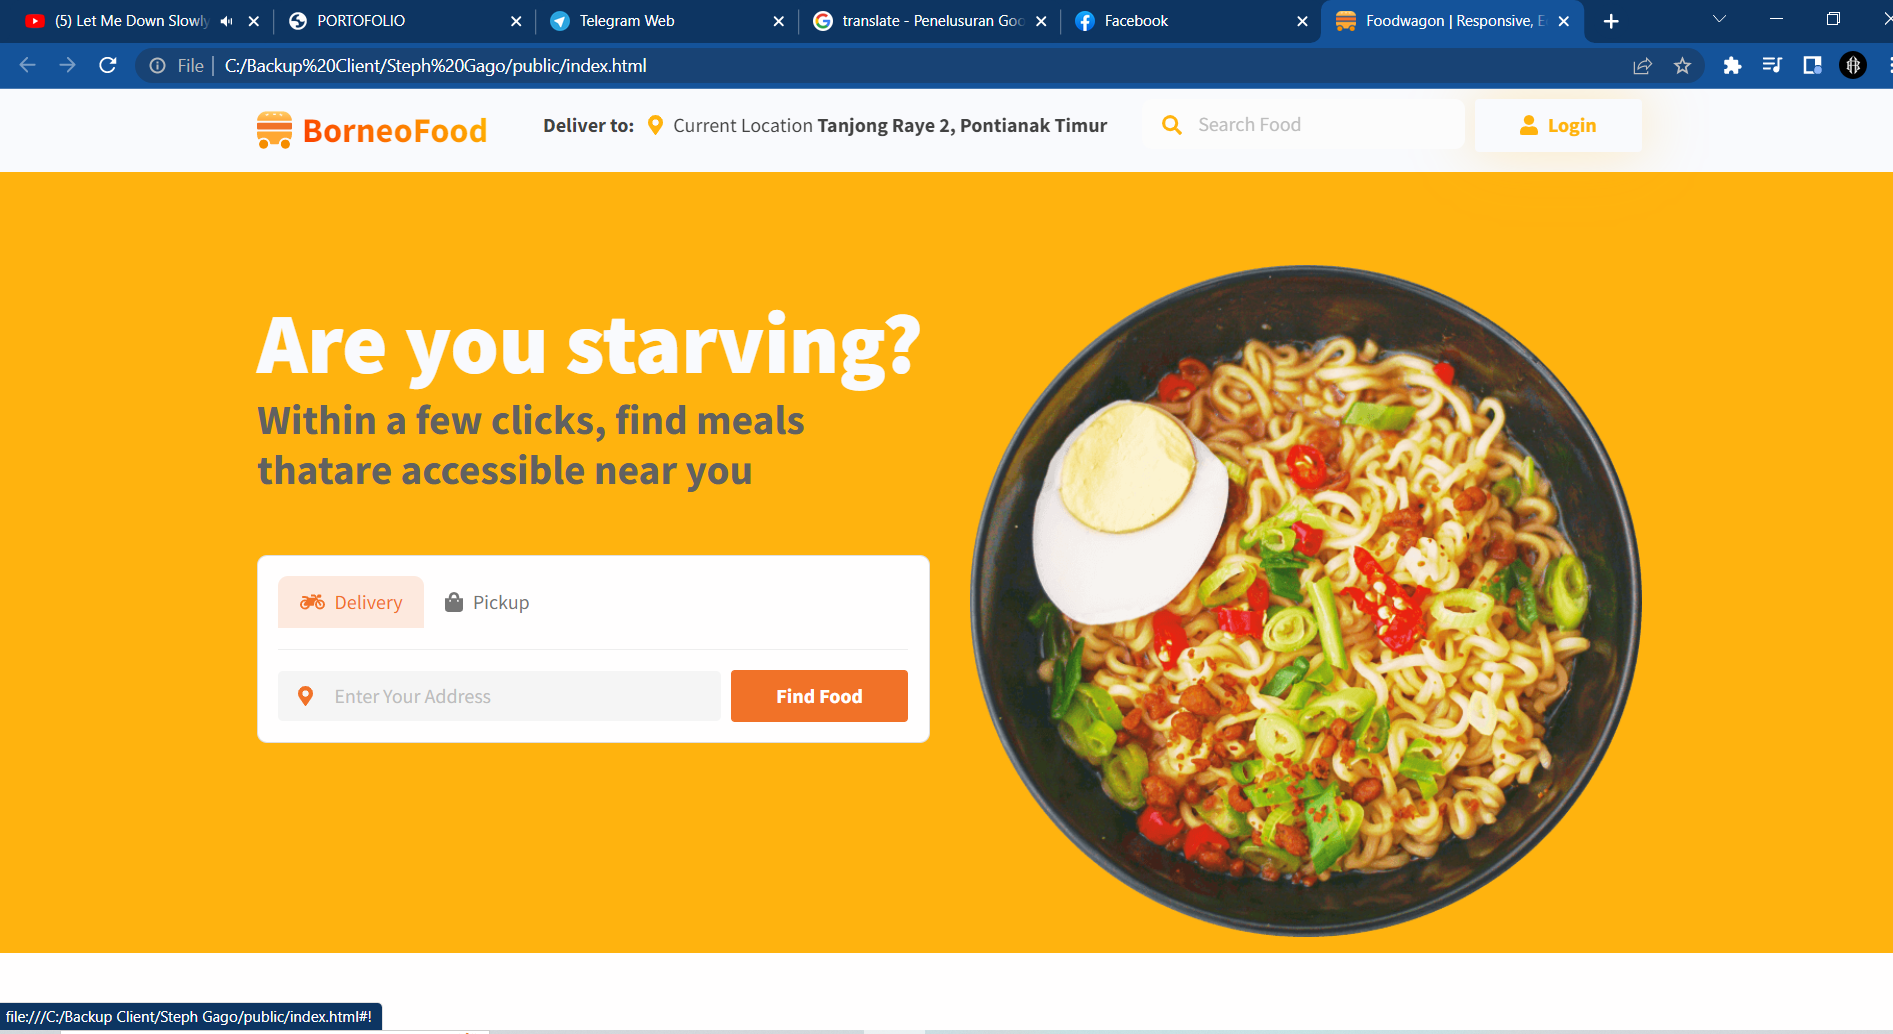 (5) Let Me Down Slowly
PORTOFOLIO
Telegram Web
translate - Penelusuran Goo
Facebook
Foodwagon | Responsive, E
File | C:/Backup%20Client/Steph%20Gago/public/index.html
BorneoFood
Deliver to: Current Location Tanjong Raye 2, Pontianak Timur
Search Food
Login
Are you starving?
Within a few clicks, find meals
thatare accessible near you
Delivery
Pickup
Enter Your Address
Find Food
file:///C:/Backup Client/Steph Gago/public/index.html#!